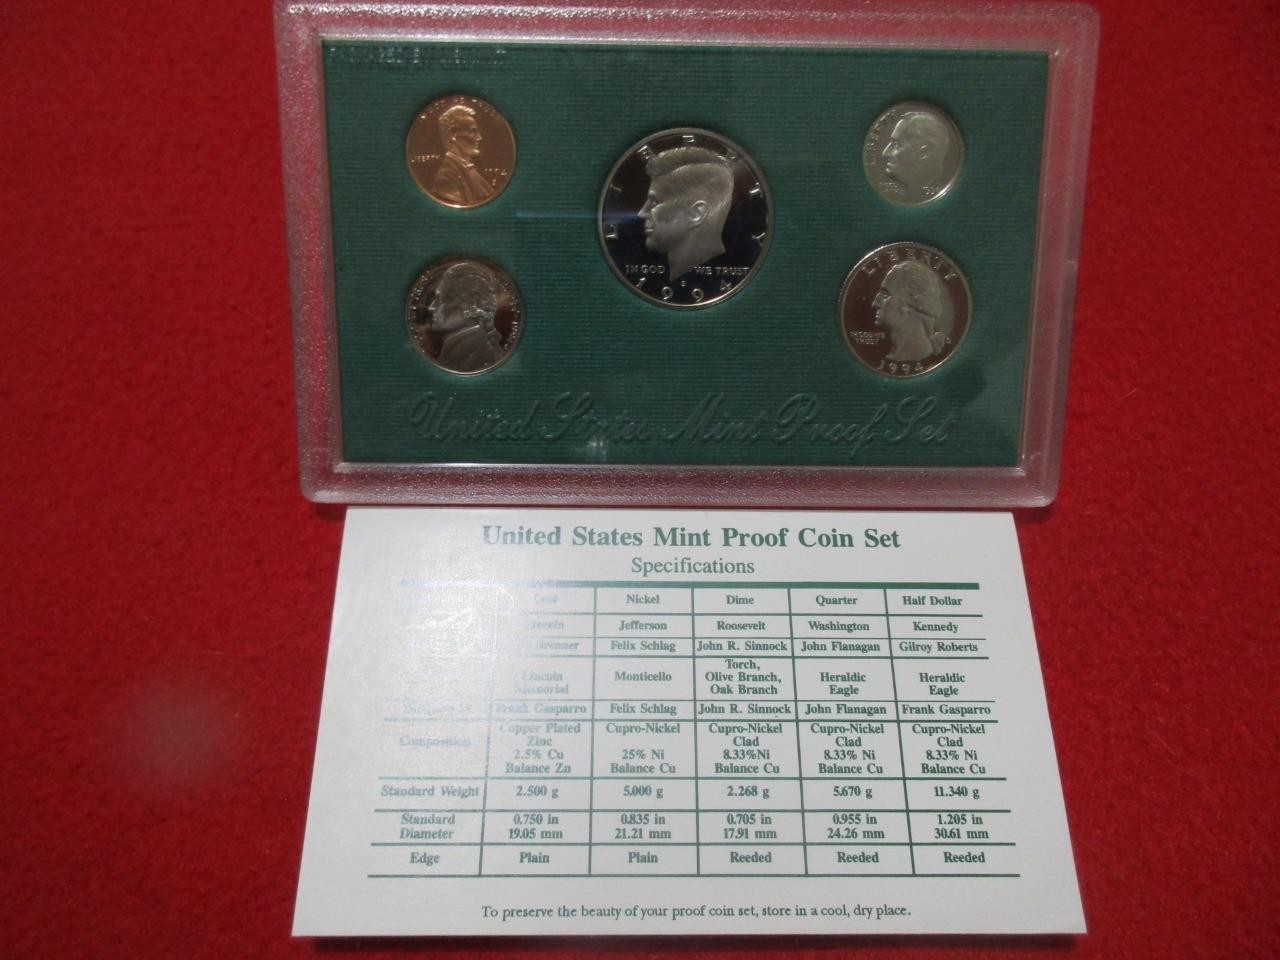 LIBERTY
1994
S
LIBERTY
IN GOD WE TRUST
S
1994
LIBERTY
LIBERTY
IN GOD WE
TRUST
S
1994
United States Mint Proof Set
United States Mint Proof Coin Set
Specifications
Cent Nickel Dime Quarter Half Dollar
Lincoln Jefferson Roosevelt Washington Kennedy
Brenner Felix Schlag John R. Sinnock John Flanagan Gilroy Roberts
Lincoln Memorial Monticello Torch, Olive Branch, Oak Branch Heraldic Eagle Heraldic Eagle
Frank Gasparro Felix Schlag John R. Sinnock John Flanagan Frank Gasparro
Composition Copper Plated Zinc 2.5% Cu Balance Zn Cupro-Nickel 25% Ni Balance Cu Cupro-Nickel Clad 8.33%Ni Balance Cu Cupro-Nickel Clad 8.33% Ni Balance Cu Cupro-Nickel Clad 8.33% Ni Balance Cu
Standard Weight 2.500 g 5.000 g 2.268 g 5.670 g 11.340 g
Standard Diameter 0.750 in 19.05 mm 0.835 in 21.21 mm 0.705 in 17.91 mm 0.955 in 24.26 mm 1.205 in 30.61 mm
Edge Plain Plain Reeded Reeded Reeded
To preserve the beauty of your proof coin set, store in a cool, dry place.